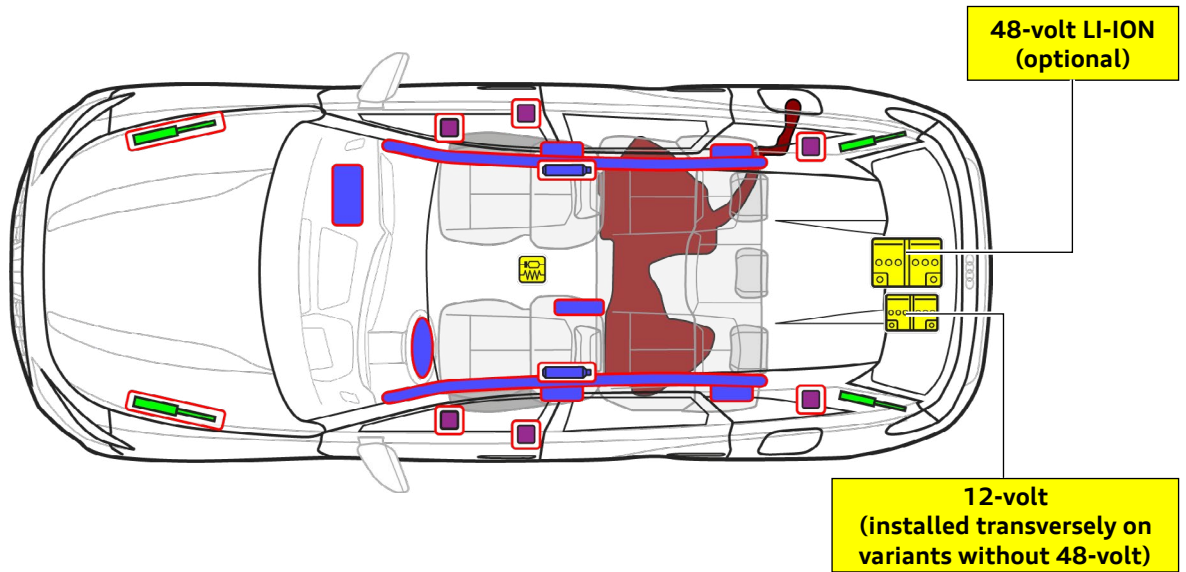 48-volt LI-ION
(optional)
12-volt
(installed transversely on
variants without 48-volt)